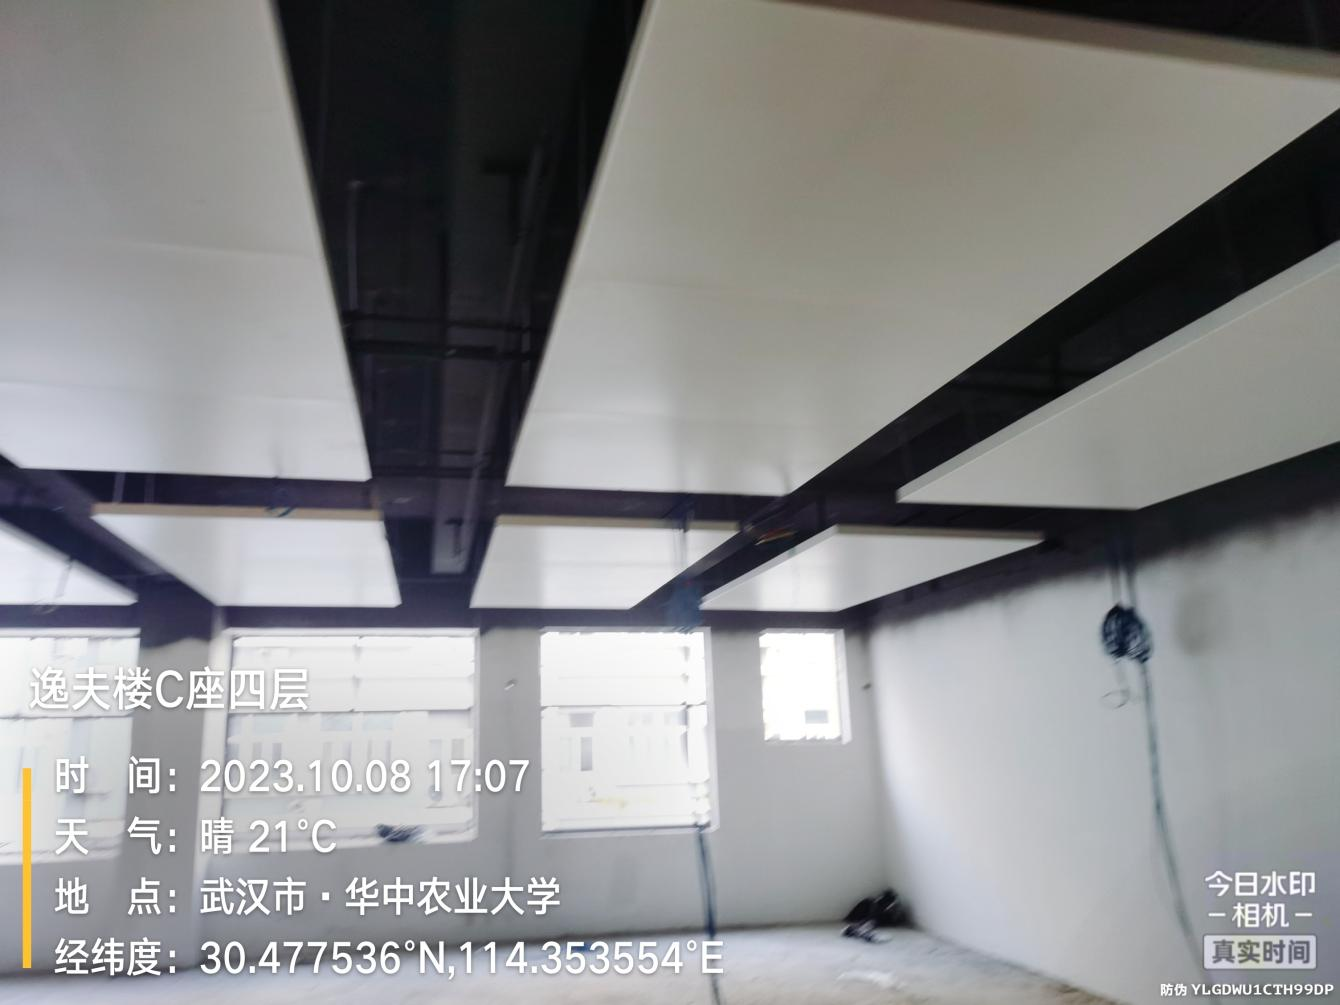 逸夫楼C座四层
时 间：2023.10.08 17:07
天 气：晴 21°C
地 点：武汉市·华中农业大学
经纬度：30.477536°N,114.353554°E
今日水印
-相机-
真实时间
防伪 YLGDWU1CTH99DP